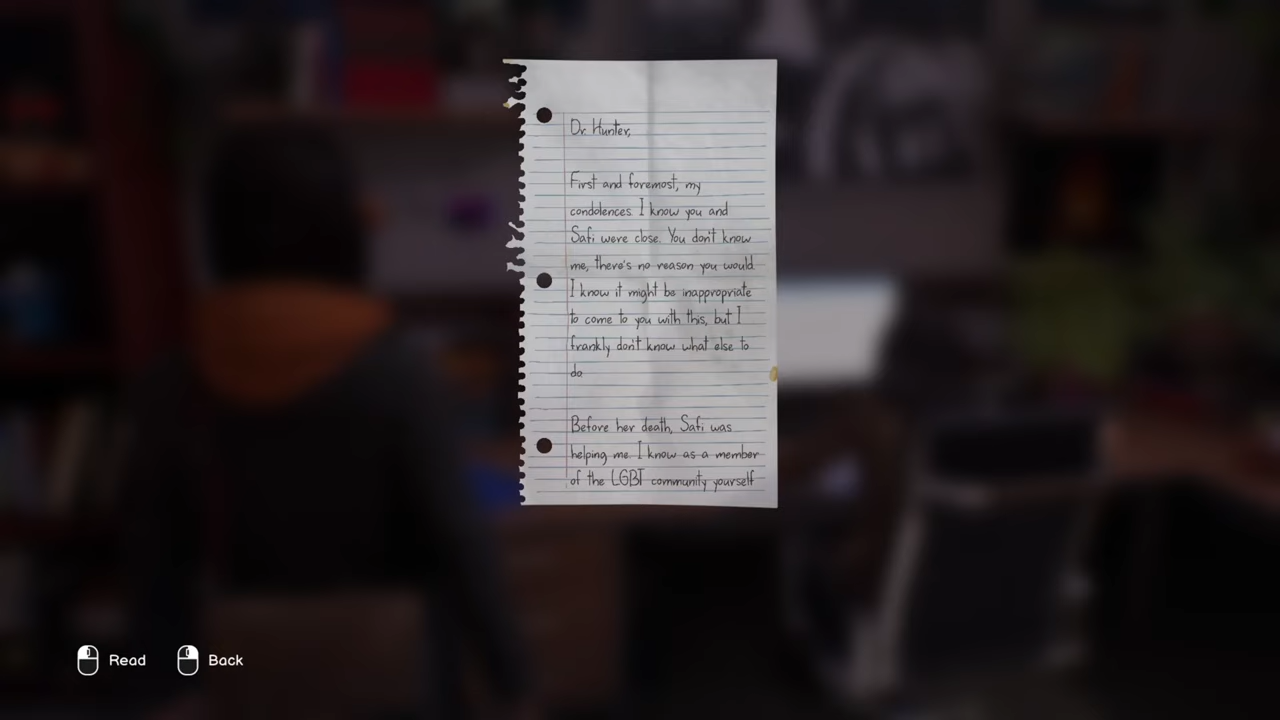 Dr. Hunter,
First and foremost, my
condolences. I know you and
Safi were close. You don't know
me, there's no reason you would.
I know it might be inappropriate
to come to you with this, but I
frankly don't know what else to
do.
Before her death, Safi was
helping me. I know as a member
of the LGBT community yourself
Read
Back